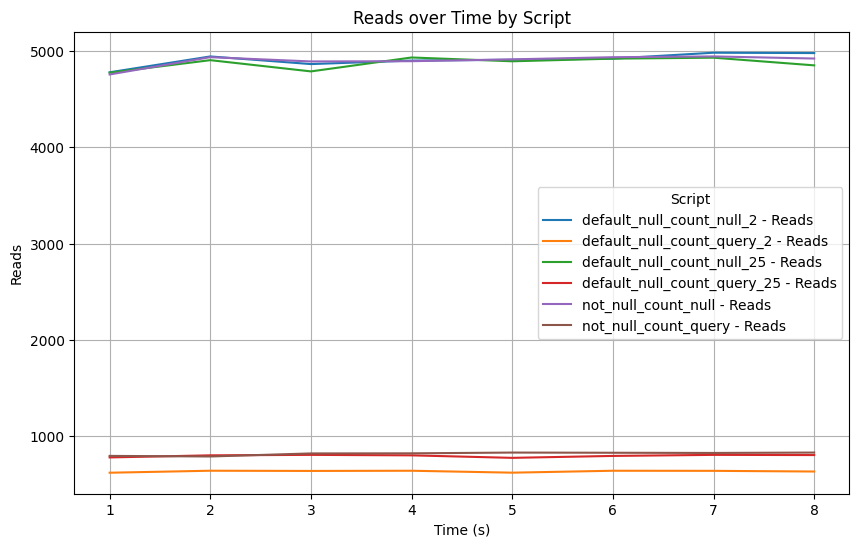 Reads over Time by Script
Reads
5000
4000
3000
2000
1000
Script
default_null_count_null_2 - Reads
default_null_count_query_2 - Reads
default_null_count_null_25 - Reads
default_null_count_query_25 - Reads
not_null_count_null - Reads
not_null_count_query - Reads
1 2 3 4 5 6 7 8
Time (s)